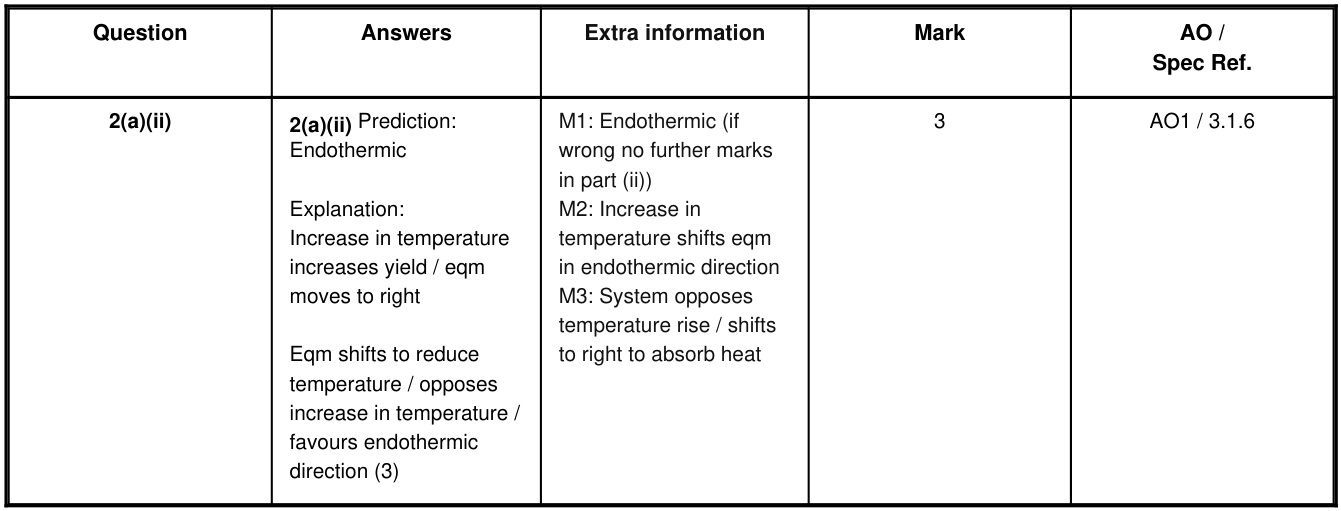 Question Answers Extra information Mark AO /
Spec Ref.
2(a)(ii)
2(a)(ii) Prediction:
Endothermic
Explanation:
Increase in temperature
increases yield / eqm
moves to right
Eqm shifts to reduce
temperature / opposes
increase in temperature /
favours endothermic
direction (3)
M1: Endothermic (if
wrong no further marks
in part (ii))
M2: Increase in
temperature shifts eqm
in endothermic direction
M3: System opposes
temperature rise / shifts
to right to absorb heat
3
AO1 / 3.1.6